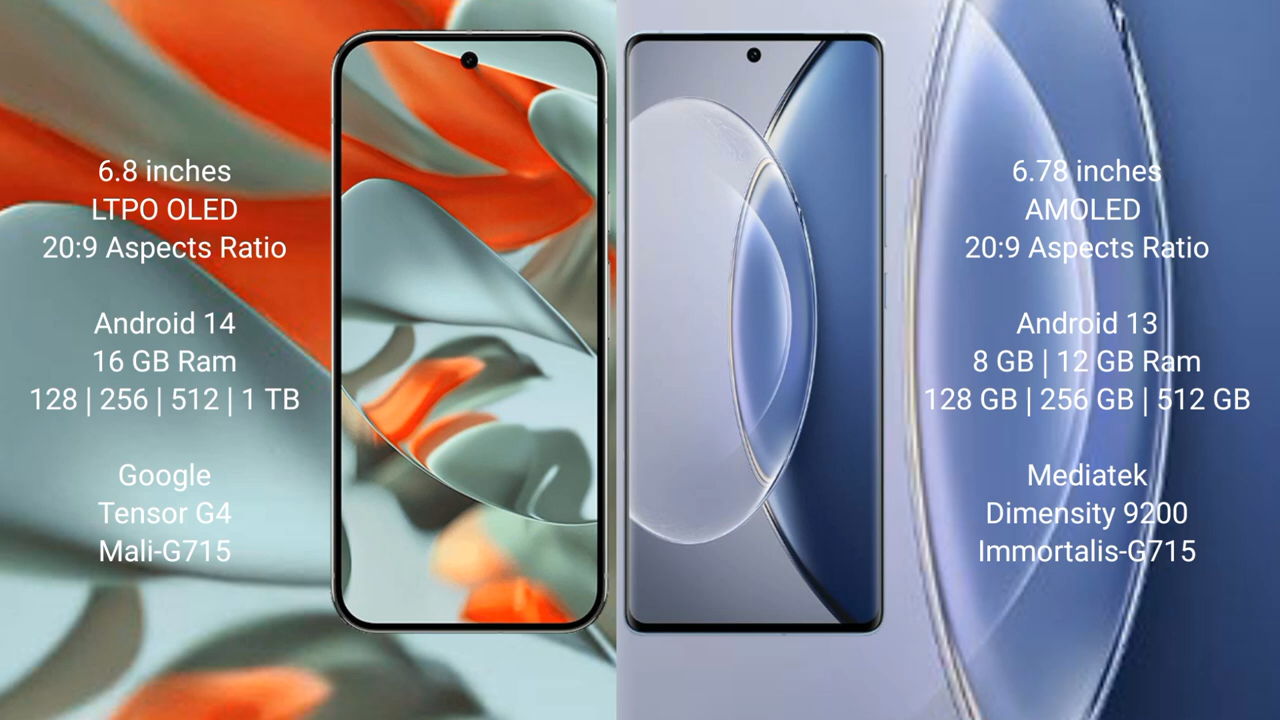 6.8 inches
LTPO OLED
20:9 Aspects Ratio
Android 14
16 GB Ram
128 | 256 | 512 | 1 TB
Google
Tensor G4
Mali-G715
6.78 inches
AMOLED
20:9 Aspects Ratio
Android 13
8 GB | 12 GB Ram
128 GB | 256 GB | 512 GB
Mediatek
Dimensity 9200
Immortalis-G715